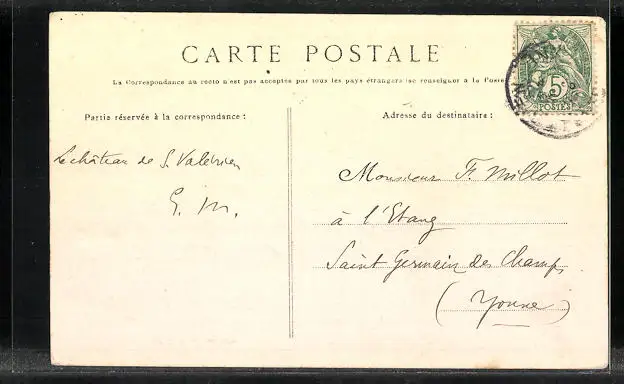 CARTE POSTALE
La Correspondance au recto n'est pas acceptée par tous les pays étrangers (se renseigner à la Poste
Partie réservée à la correspondance :
Adresse du destinataire :
Le château de S. Valérien
G. M.
Monsieur F. Millot
à l'Etang
Saint Germain des Champs
(Yonne)
5c
POSTES